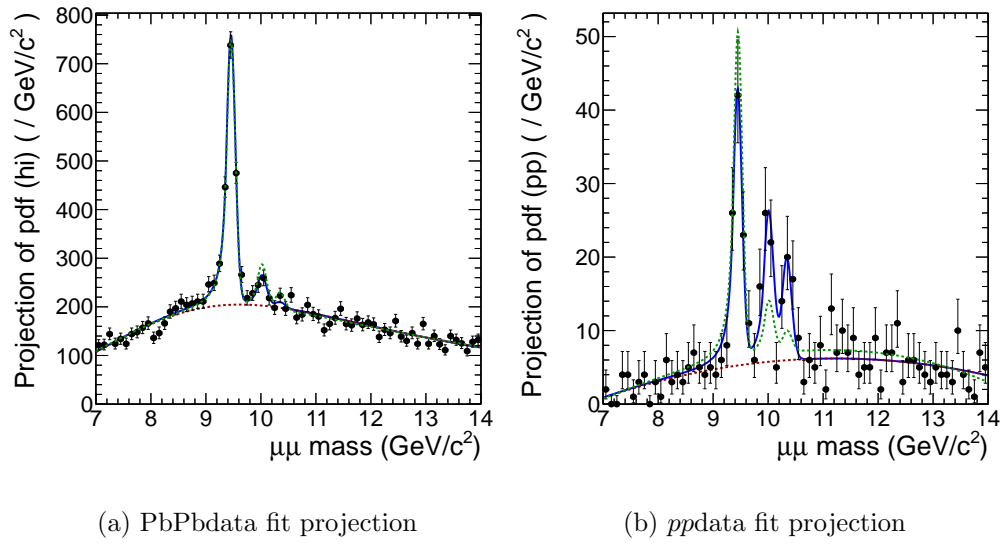 Projection of pdf (hi) ( / GeV/c²)
800
700
600
500
400
300
200
100
0
7 8 9 10 11 12 13 14
μμ mass (GeV/c²)
(a) PbPbdata fit projection
Projection of pdf (pp) ( / GeV/c²)
50
40
30
20
10
0
7 8 9 10 11 12 13 14
μμ mass (GeV/c²)
(b) ppdata fit projection